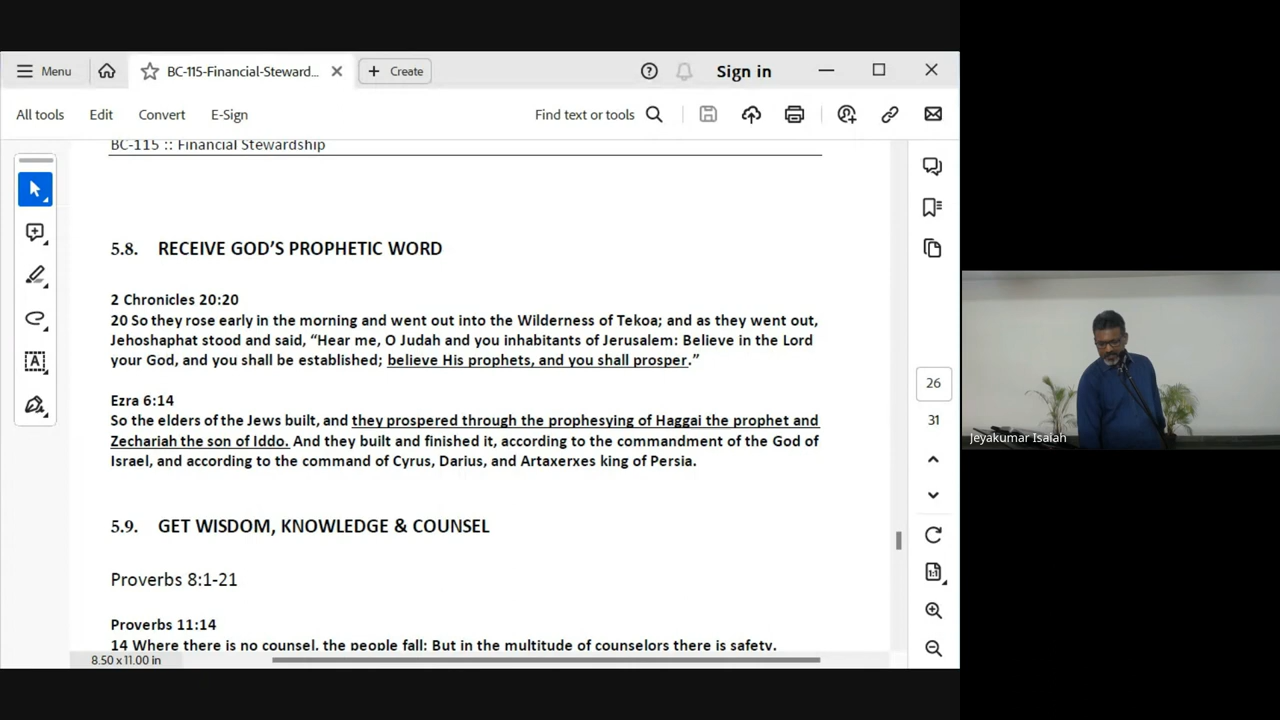 Menu
BC-115-Financial-Steward...
Create
Sign in
All tools
Edit
Convert
E-Sign
Find text or tools
BC-115 :: Financial Stewardship
5.8. RECEIVE GOD'S PROPHETIC WORD
2 Chronicles 20:20
20 So they rose early in the morning and went out into the Wilderness of Tekoa; and as they went out,
Jehoshaphat stood and said, “Hear me, O Judah and you inhabitants of Jerusalem: Believe in the Lord
your God, and you shall be established; believe His prophets, and you shall prosper.”
Ezra 6:14
So the elders of the Jews built, and they prospered through the prophesying of Haggai the prophet and
Zechariah the son of Iddo. And they built and finished it, according to the commandment of the God of
Israel, and according to the command of Cyrus, Darius, and Artaxerxes king of Persia.
5.9. GET WISDOM, KNOWLEDGE & COUNSEL
Proverbs 8:1-21
Proverbs 11:14
14 Where there is no counsel, the people fall; But in the multitude of counselors there is safety.
8.50 x 11.00 in
26
31
1:1
Jeyakumar Isaiah